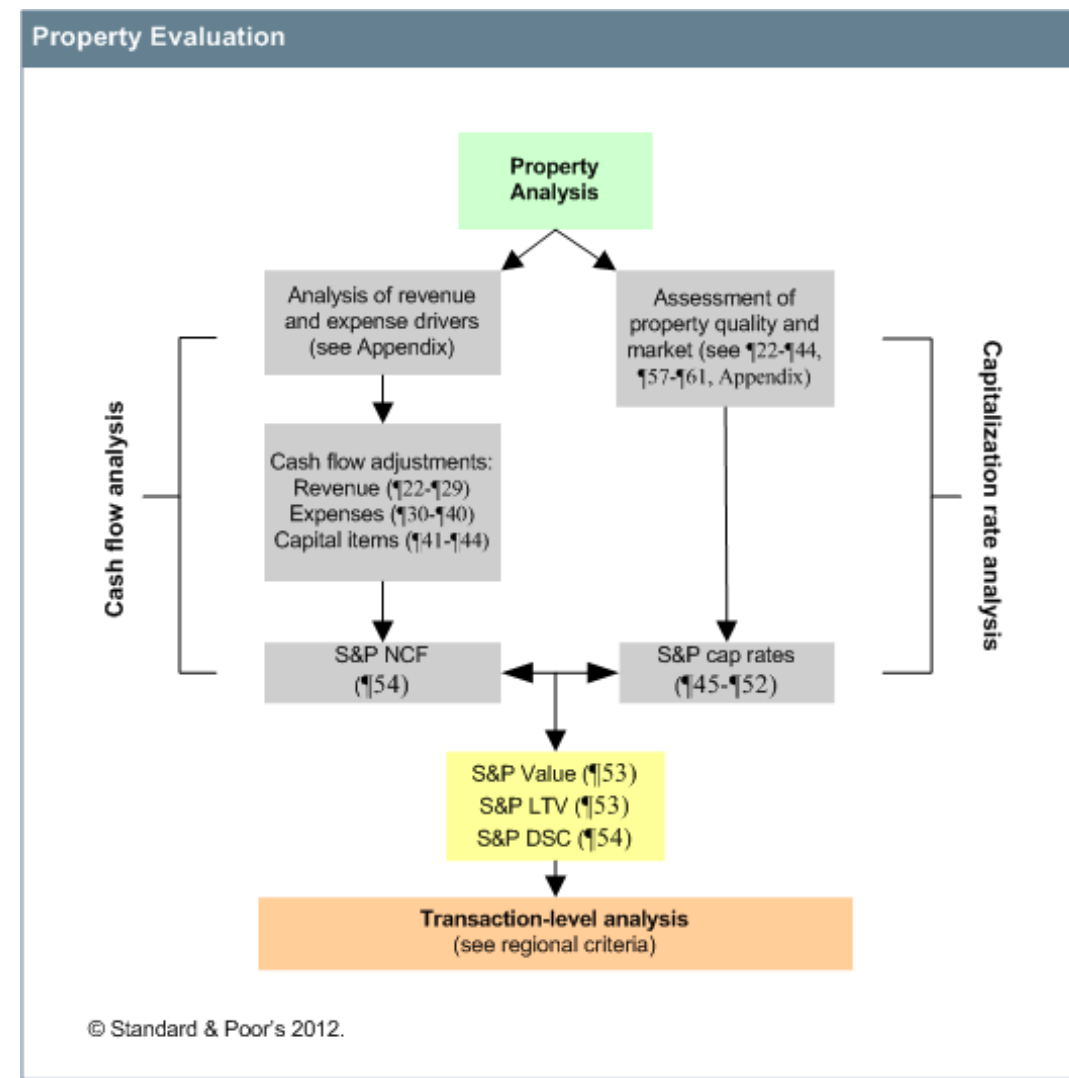 Property Evaluation
Property
Analysis
Analysis of revenue
and expense drivers
(see Appendix)
Assessment of
property quality and
market (see ¶22-¶44,
¶57-¶61, Appendix)
Cash flow analysis
Capitalization rate analysis
Cash flow adjustments:
Revenue (¶22-¶29)
Expenses (¶30-¶40)
Capital items (¶41-¶44)
S&P NCF
(¶54)
S&P cap rates
(¶45-¶52)
S&P Value (¶53)
S&P LTV (¶53)
S&P DSC (¶54)
Transaction-level analysis
(see regional criteria)
© Standard & Poor's 2012.